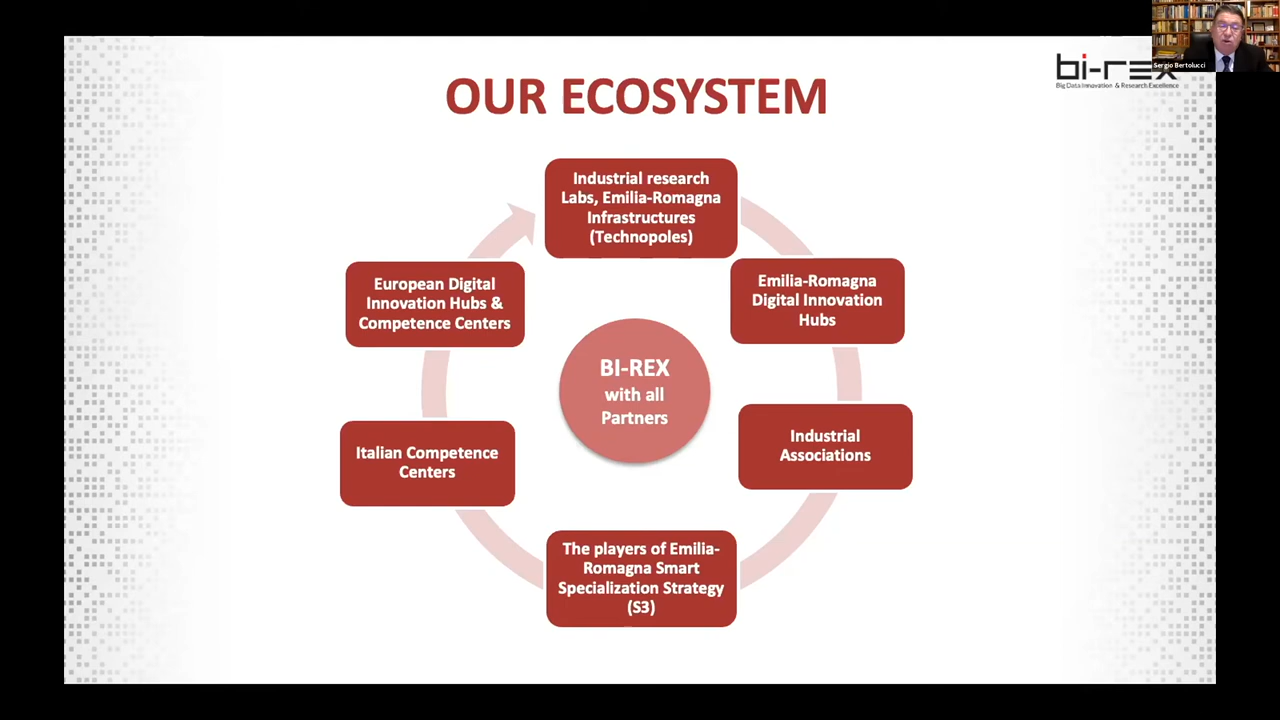 Sergio Bertolucci
bi-rex
Big Data Innovation & Research Excellence
OUR ECOSYSTEM
Industrial research
Labs, Emilia-Romagna
Infrastructures
(Technopoles)
Emilia-Romagna
Digital Innovation
Hubs
Industrial
Associations
The players of Emilia-
Romagna Smart
Specialization Strategy
(S3)
Italian Competence
Centers
European Digital
Innovation Hubs &
Competence Centers
BI-REX
with all
Partners